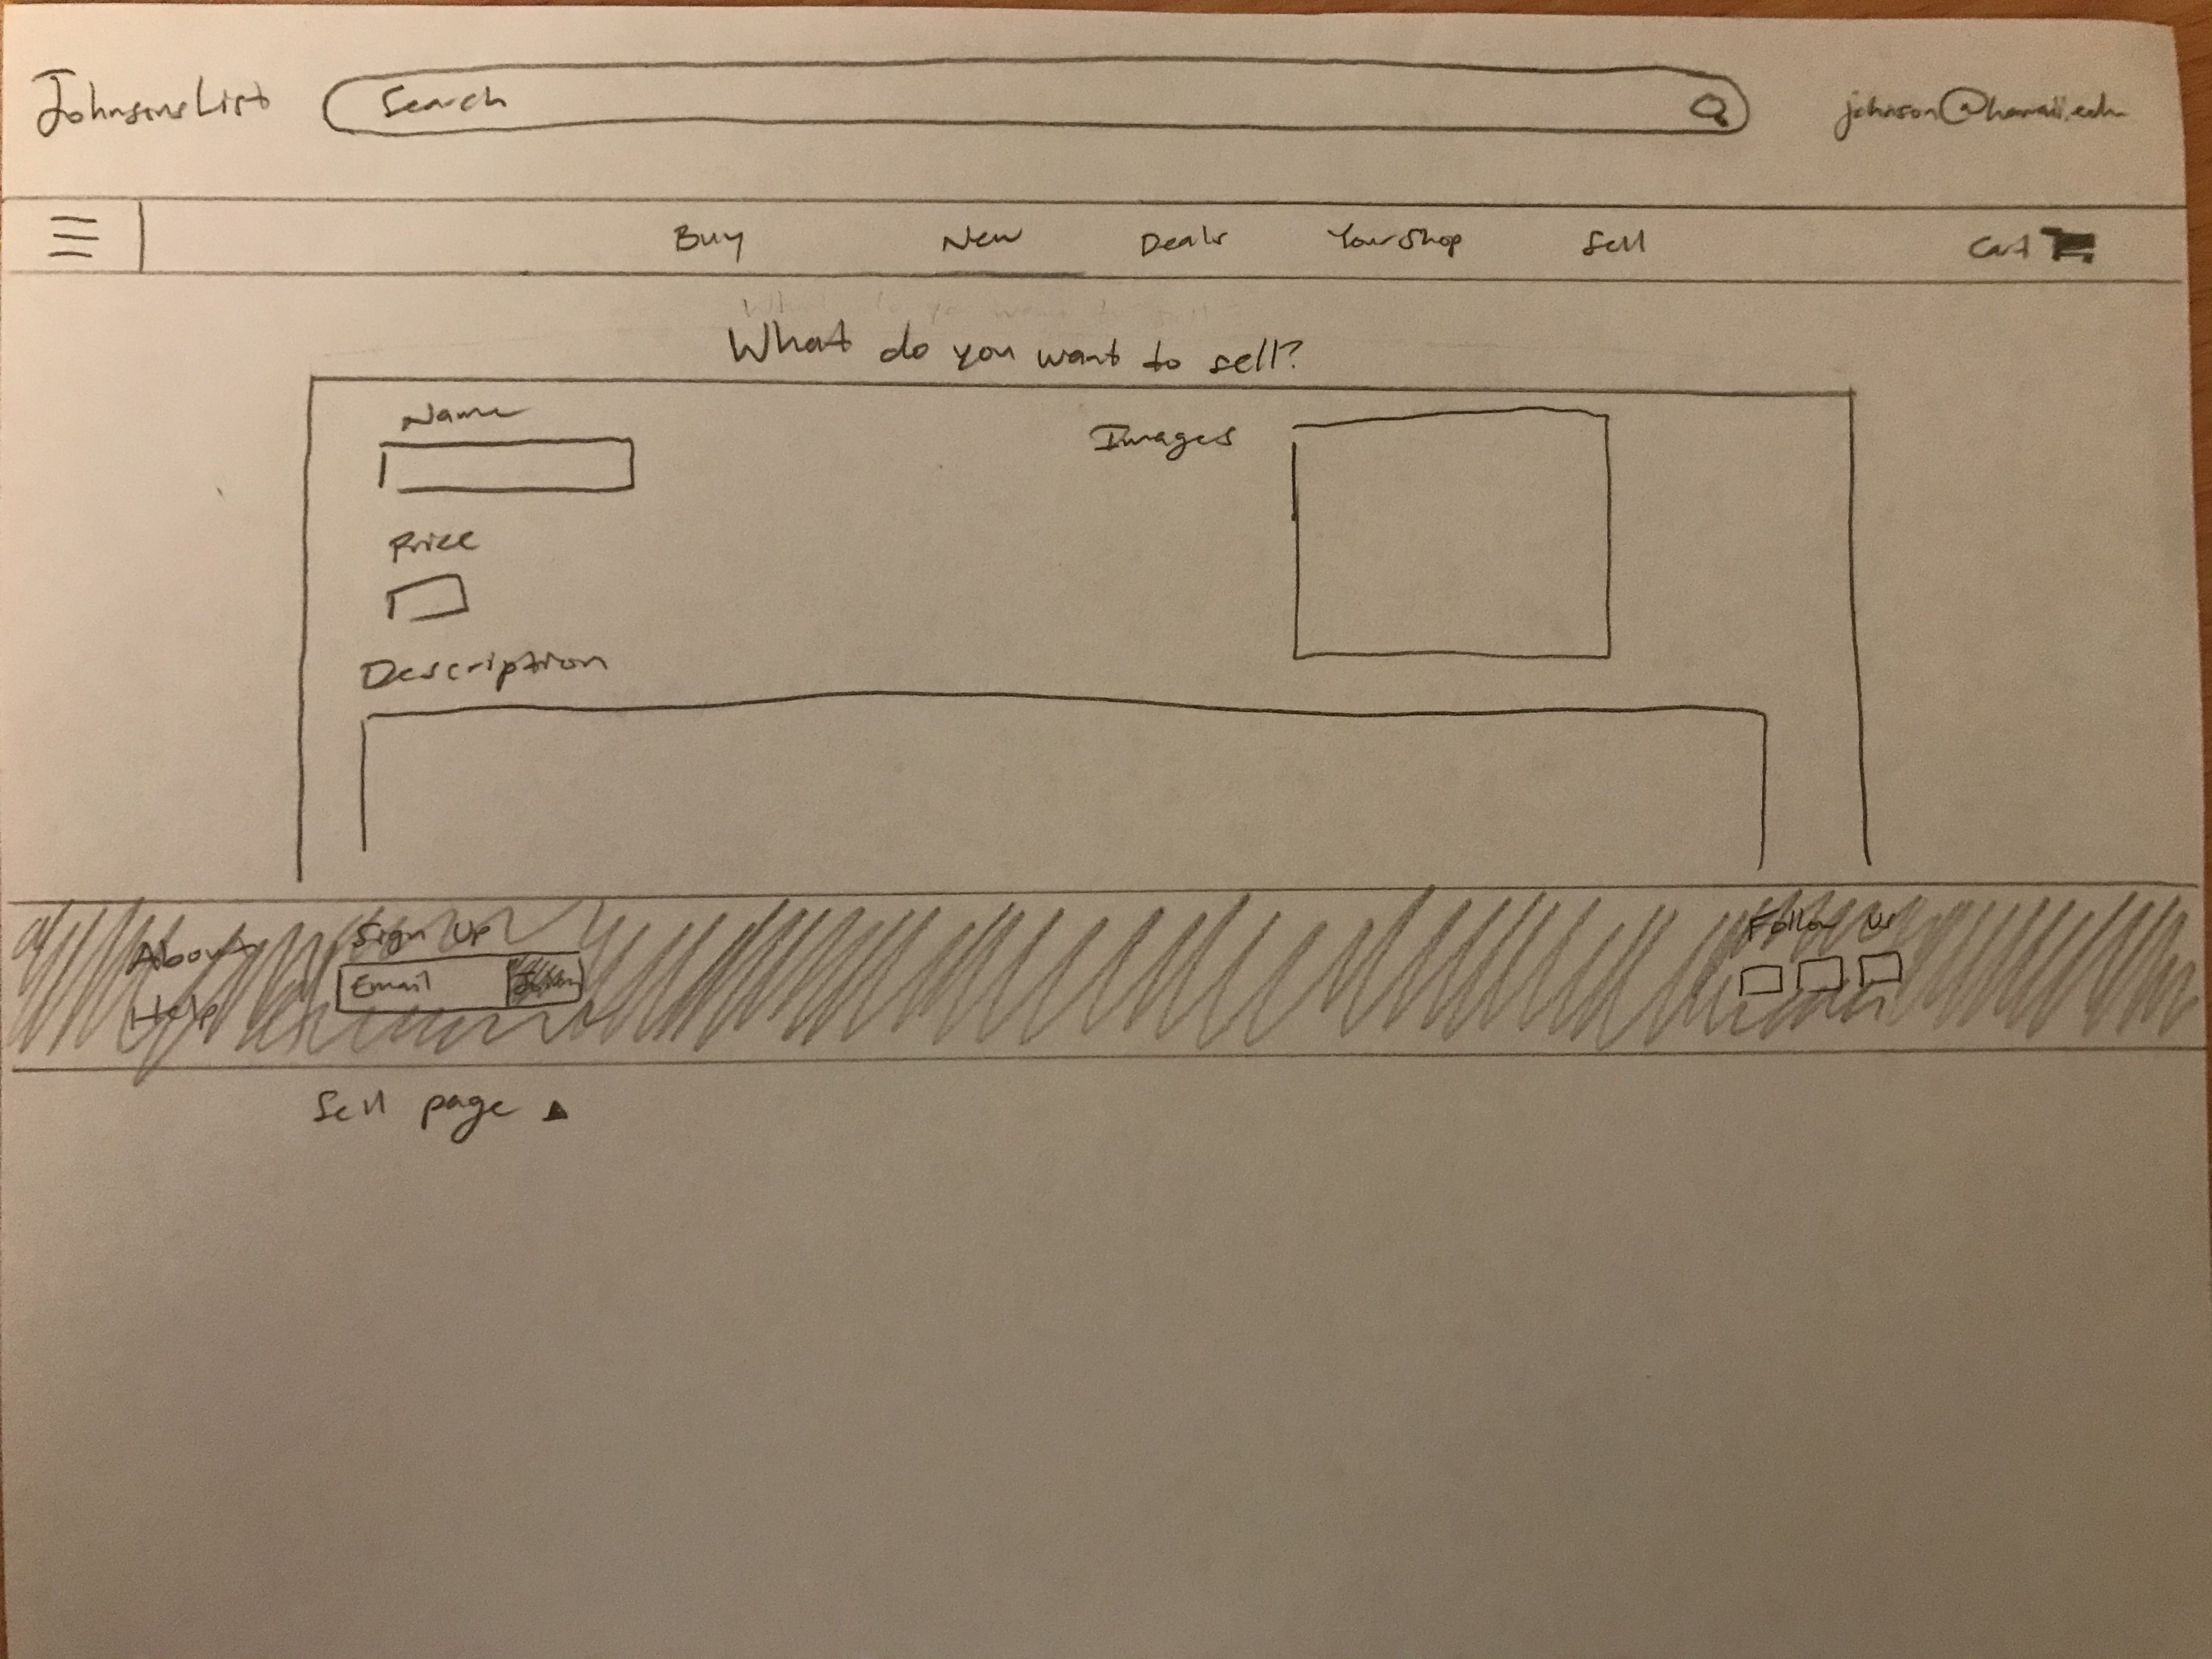 JohnsonsList Search johnson@hawaii.edu
Buy New Deals Your Shop Sell Cart
What do you want to sell?
Name Images
Price
Description
About Sign Up Follow us
Help Email Join
Sell page